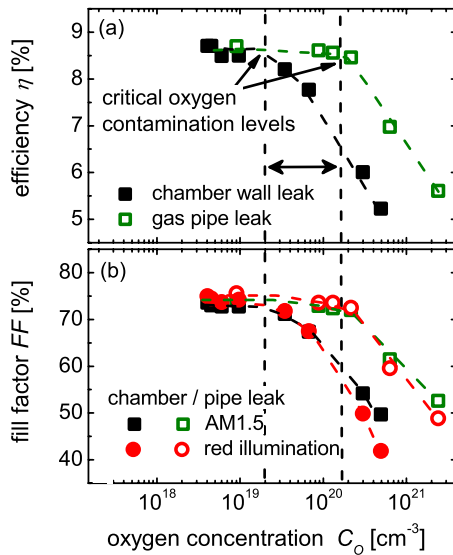 (a)
9
8
7
6
5
efficiency η [%]
critical oxygen
contamination levels
chamber wall leak
gas pipe leak
(b)
80
70
60
50
40
fill factor FF [%]
chamber / pipe leak
AM1.5
red illumination
10^18 10^19 10^20 10^21
oxygen concentration C_O [cm^-3]